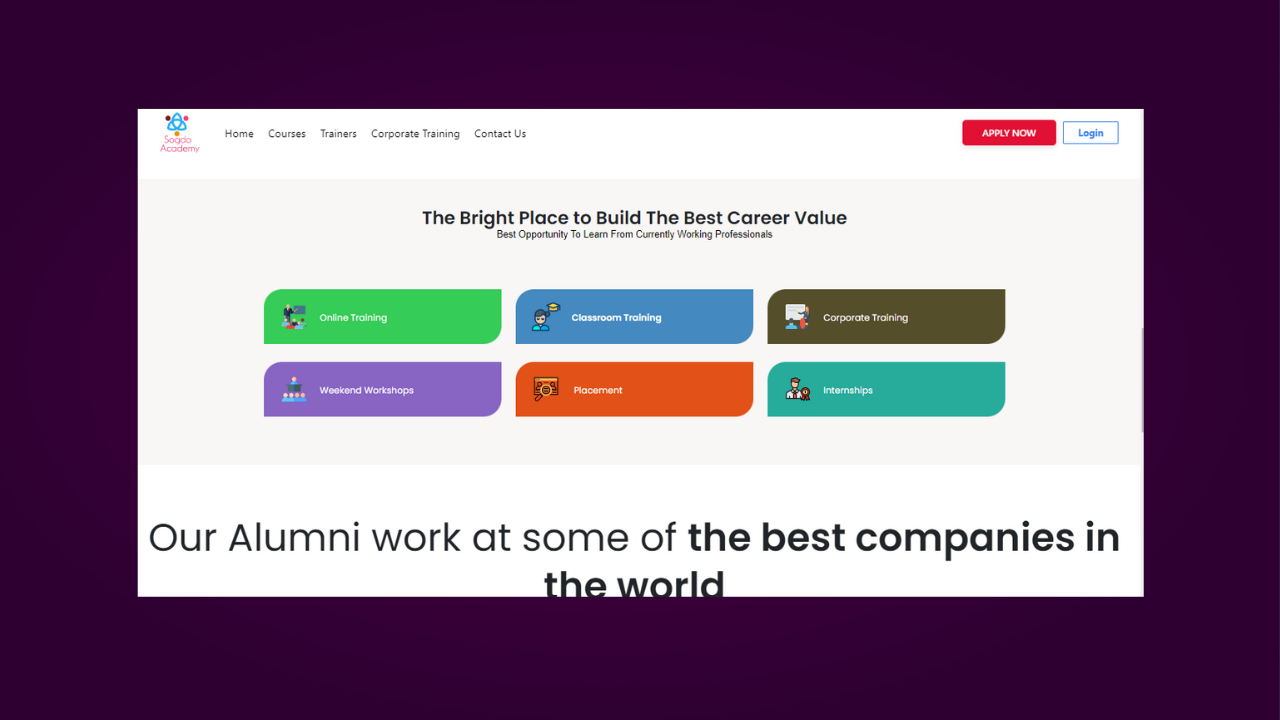 Sogdo
Academy
Home Courses Trainers Corporate Training Contact Us
APPLY NOW Login
The Bright Place to Build The Best Career Value
Best Opportunity To Learn From Currently Working Professionals
Online Training Classroom Training Corporate Training
Weekend Workshops Placement Internships
Our Alumni work at some of the best companies in
the world